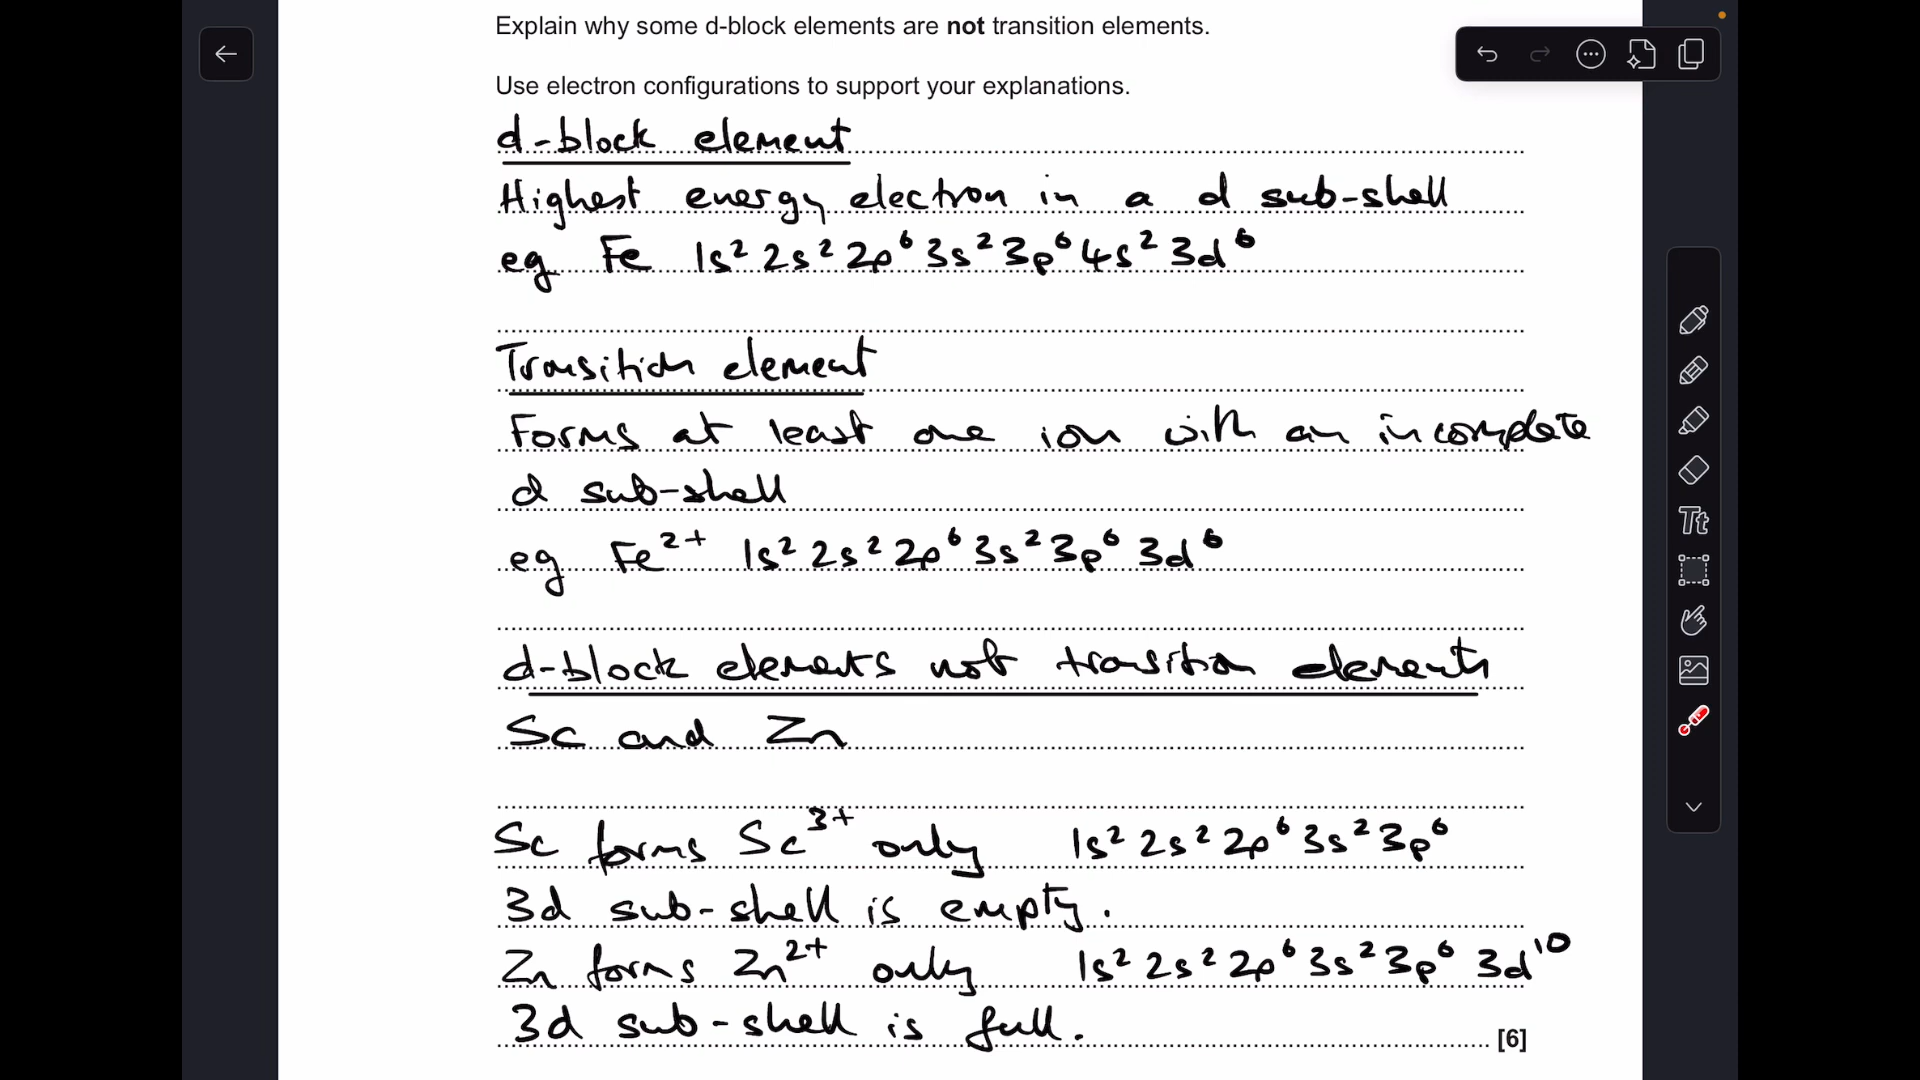 Explain why some d-block elements are not transition elements.
Use electron configurations to support your explanations.
d-block element
Highest energy electron in a d sub-shell
eg Fe 1s² 2s² 2p⁶ 3s² 3p⁶ 4s² 3d⁶
Transition element
Forms at least one ion with an incomplete
d sub-shell
eg Fe²⁺ 1s² 2s² 2p⁶ 3s² 3p⁶ 3d⁶
d-block elements not transition elements
Sc and Zn
Sc forms Sc³⁺ only 1s² 2s² 2p⁶ 3s² 3p⁶
3d sub-shell is empty.
Zn forms Zn²⁺ only 1s² 2s² 2p⁶ 3s² 3p⁶ 3d¹⁰
3d sub-shell is full.
[6]
Tt